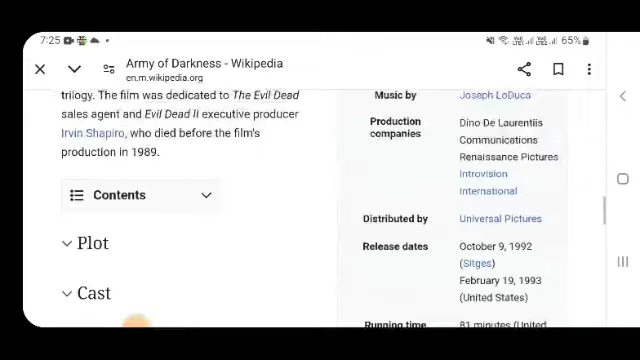 7:25
65%
Army of Darkness - Wikipedia
en.m.wikipedia.org
trilogy. The film was dedicated to The Evil Dead
sales agent and Evil Dead II executive producer
Irvin Shapiro, who died before the film's
production in 1989.
Contents
Plot
Cast
Music by Joseph LoDuca
Production companies
Dino De Laurentiis
Communications
Renaissance Pictures
Introvision
International
Distributed by Universal Pictures
Release dates October 9, 1992
(Sitges)
February 19, 1993
(United States)
Running time 81 minutes (United